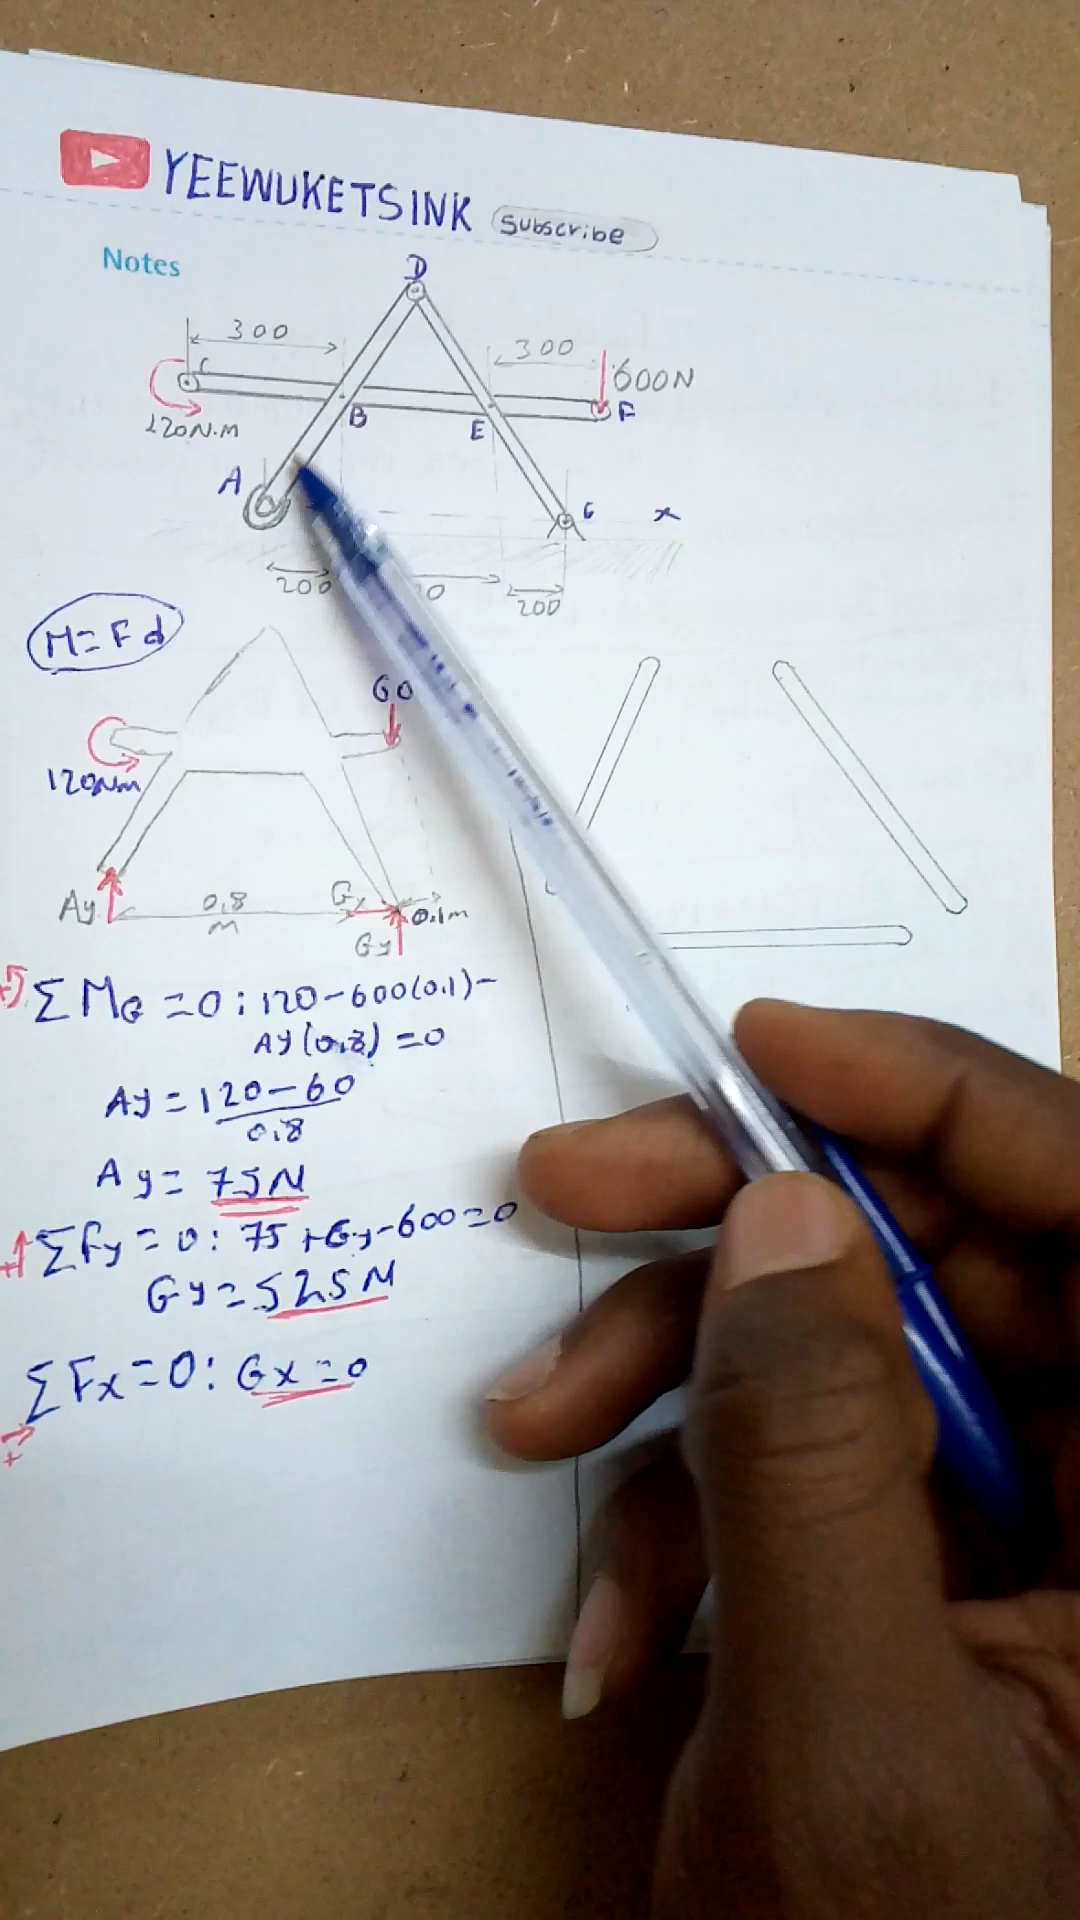 YEEWUKETSINK
subscribe
Notes
D
300
300
600N
C
120N.m
B
E
F
A
G
x
200
200
M=Fd
60
120Nm
0.8
m
Ay
Gx
0.1m
Gy
+ ΣMG =0: 120-600(0.1)-
Ay(0.8) =0
Ay = 120-60
0.8
Ay = 75N
+ ΣFy = 0: 75 +Gy-600=0
Gy = 525N
ΣFx=0: Gx =0
+